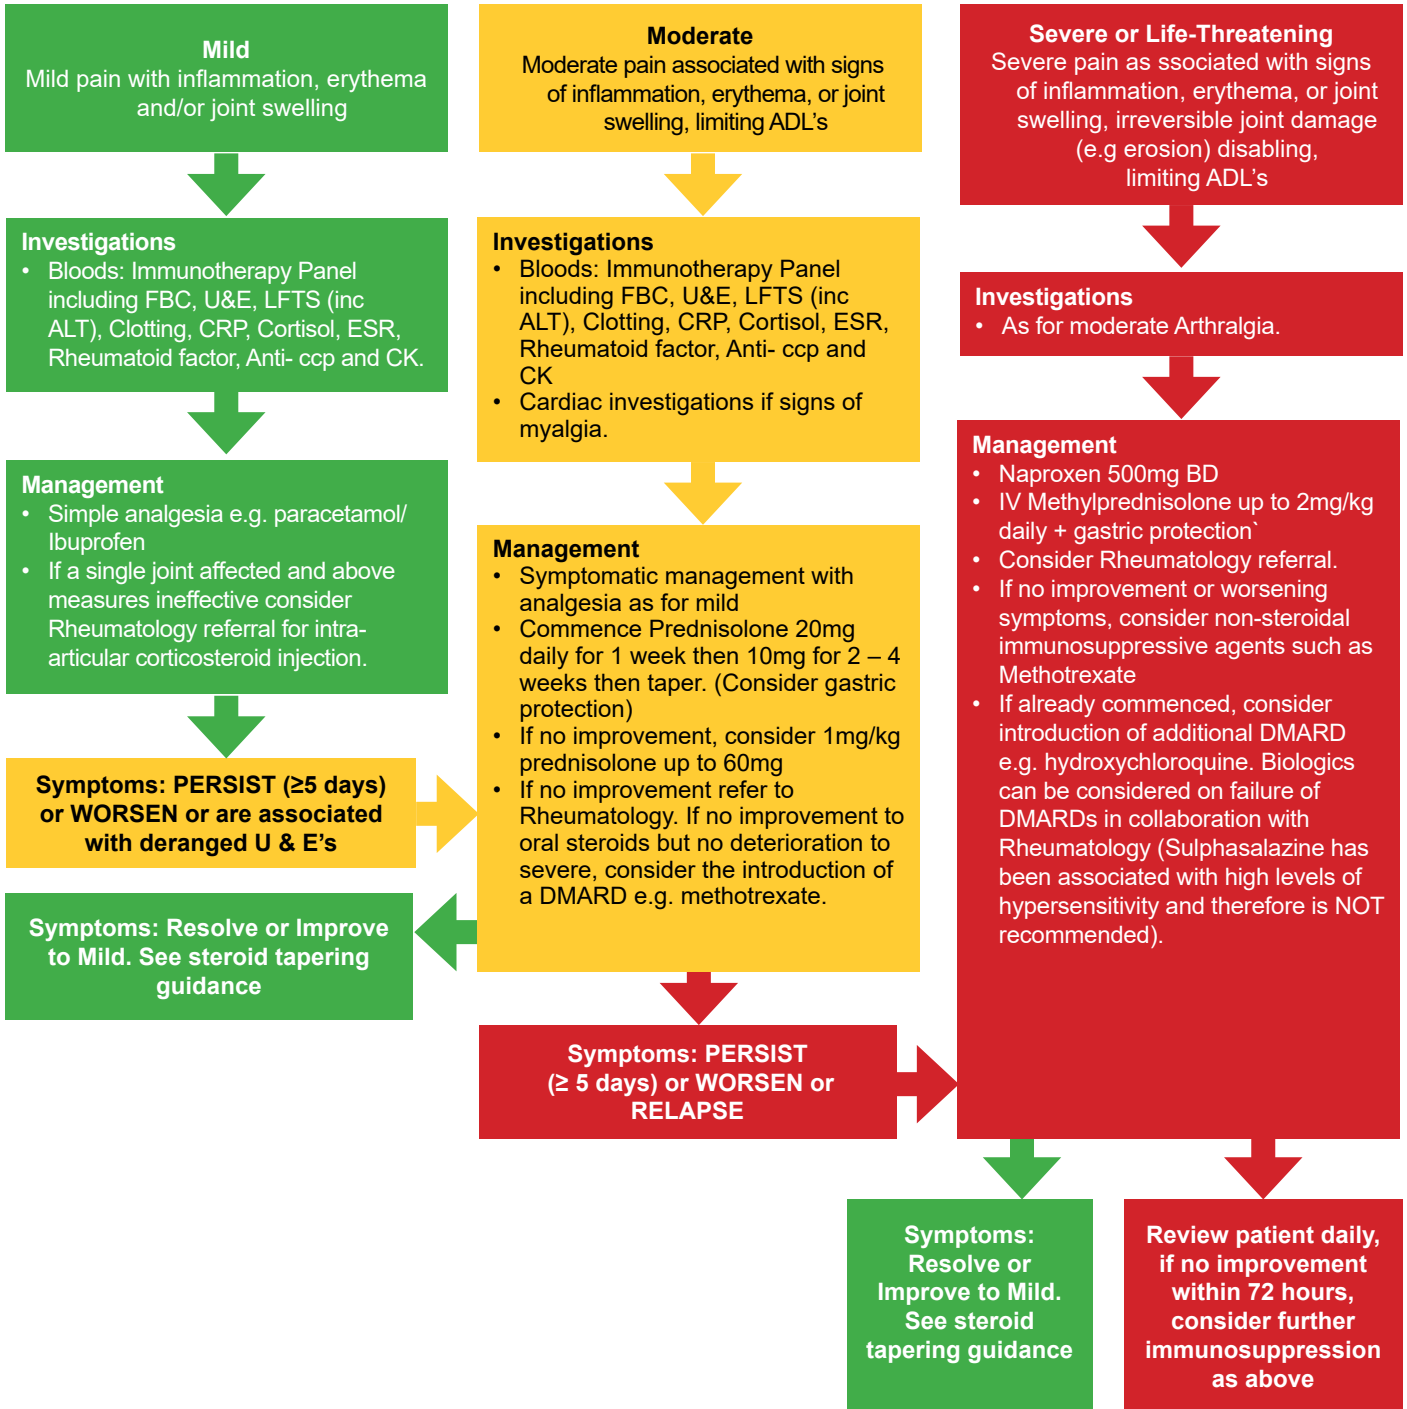 Mild
Mild pain with inflammation, erythema
and/or joint swelling
Investigations
• Bloods: Immunotherapy Panel
including FBC, U&E, LFTS (inc
ALT), Clotting, CRP, Cortisol, ESR,
Rheumatoid factor, Anti- ccp and CK.
Management
• Simple analgesia e.g. paracetamol/
Ibuprofen
• If a single joint affected and above
measures ineffective consider
Rheumatology referral for intra-
articular corticosteroid injection.
Symptoms: PERSIST (≥5 days)
or WORSEN or are associated
with deranged U & E’s
Symptoms: Resolve or Improve
to Mild. See steroid tapering
guidance
Moderate
Moderate pain associated with signs
of inflammation, erythema, or joint
swelling, limiting ADL’s
Investigations
• Bloods: Immunotherapy Panel
including FBC, U&E, LFTS (inc
ALT), Clotting, CRP, Cortisol, ESR,
Rheumatoid factor, Anti- ccp and
CK
• Cardiac investigations if signs of
myalgia.
Management
• Symptomatic management with
analgesia as for mild
• Commence Prednisolone 20mg
daily for 1 week then 10mg for 2 – 4
weeks then taper. (Consider gastric
protection)
• If no improvement, consider 1mg/kg
prednisolone up to 60mg
• If no improvement refer to
Rheumatology. If no improvement to
oral steroids but no deterioration to
severe, consider the introduction of
a DMARD e.g. methotrexate.
Symptoms: PERSIST
(≥ 5 days) or WORSEN or
RELAPSE
Severe or Life-Threatening
Severe pain as ssociated with signs
of inflammation, erythema, or joint
swelling, irreversible joint damage
(e.g erosion) disabling,
limiting ADL’s
Investigations
• As for moderate Arthralgia.
Management
• Naproxen 500mg BD
• IV Methylprednisolone up to 2mg/kg
daily + gastric protection`
• Consider Rheumatology referral.
• If no improvement or worsening
symptoms, consider non-steroidal
immunosuppressive agents such as
Methotrexate
• If already commenced, consider
introduction of additional DMARD
e.g. hydroxychloroquine. Biologics
can be considered on failure of
DMARDs in collaboration with
Rheumatology (Sulphasalazine has
been associated with high levels of
hypersensitivity and therefore is NOT
recommended).
Symptoms:
Resolve or
Improve to Mild.
See steroid
tapering guidance
Review patient daily,
if no improvement
within 72 hours,
consider further
immunosuppression
as above